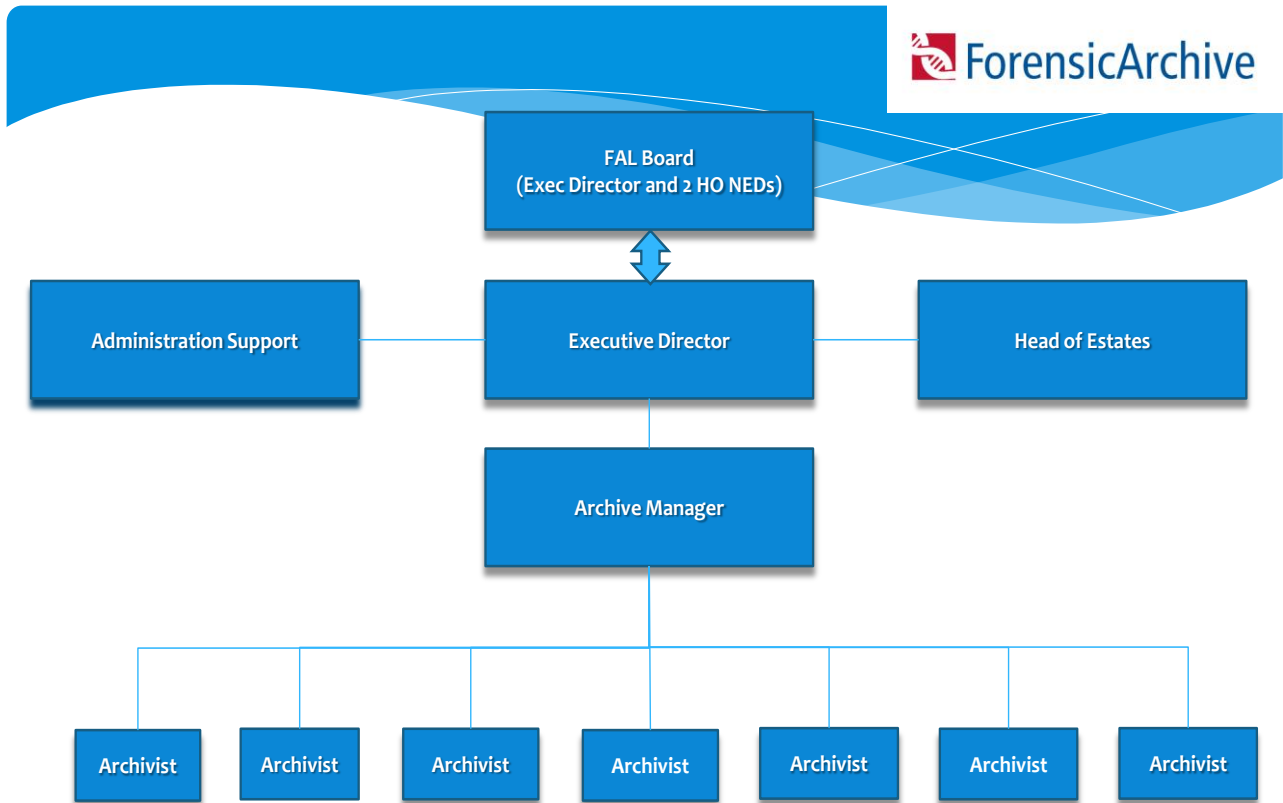 ForensicArchive
FAL Board
(Exec Director and 2 HO NEDs)
Administration Support
Executive Director
Head of Estates
Archive Manager
Archivist
Archivist
Archivist
Archivist
Archivist
Archivist
Archivist